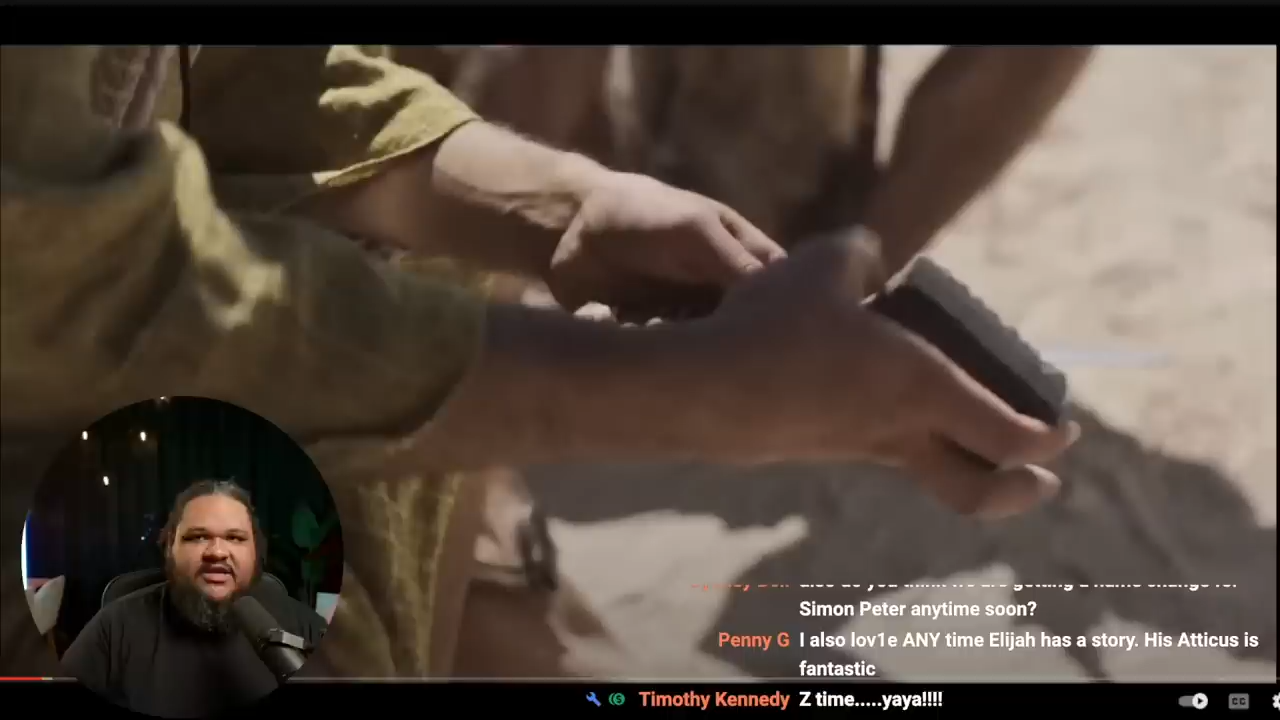 Simon Peter anytime soon?
Penny G I also lov1e ANY time Elijah has a story. His Atticus is
fantastic
Timothy Kennedy Z time.....yaya!!!!
CC